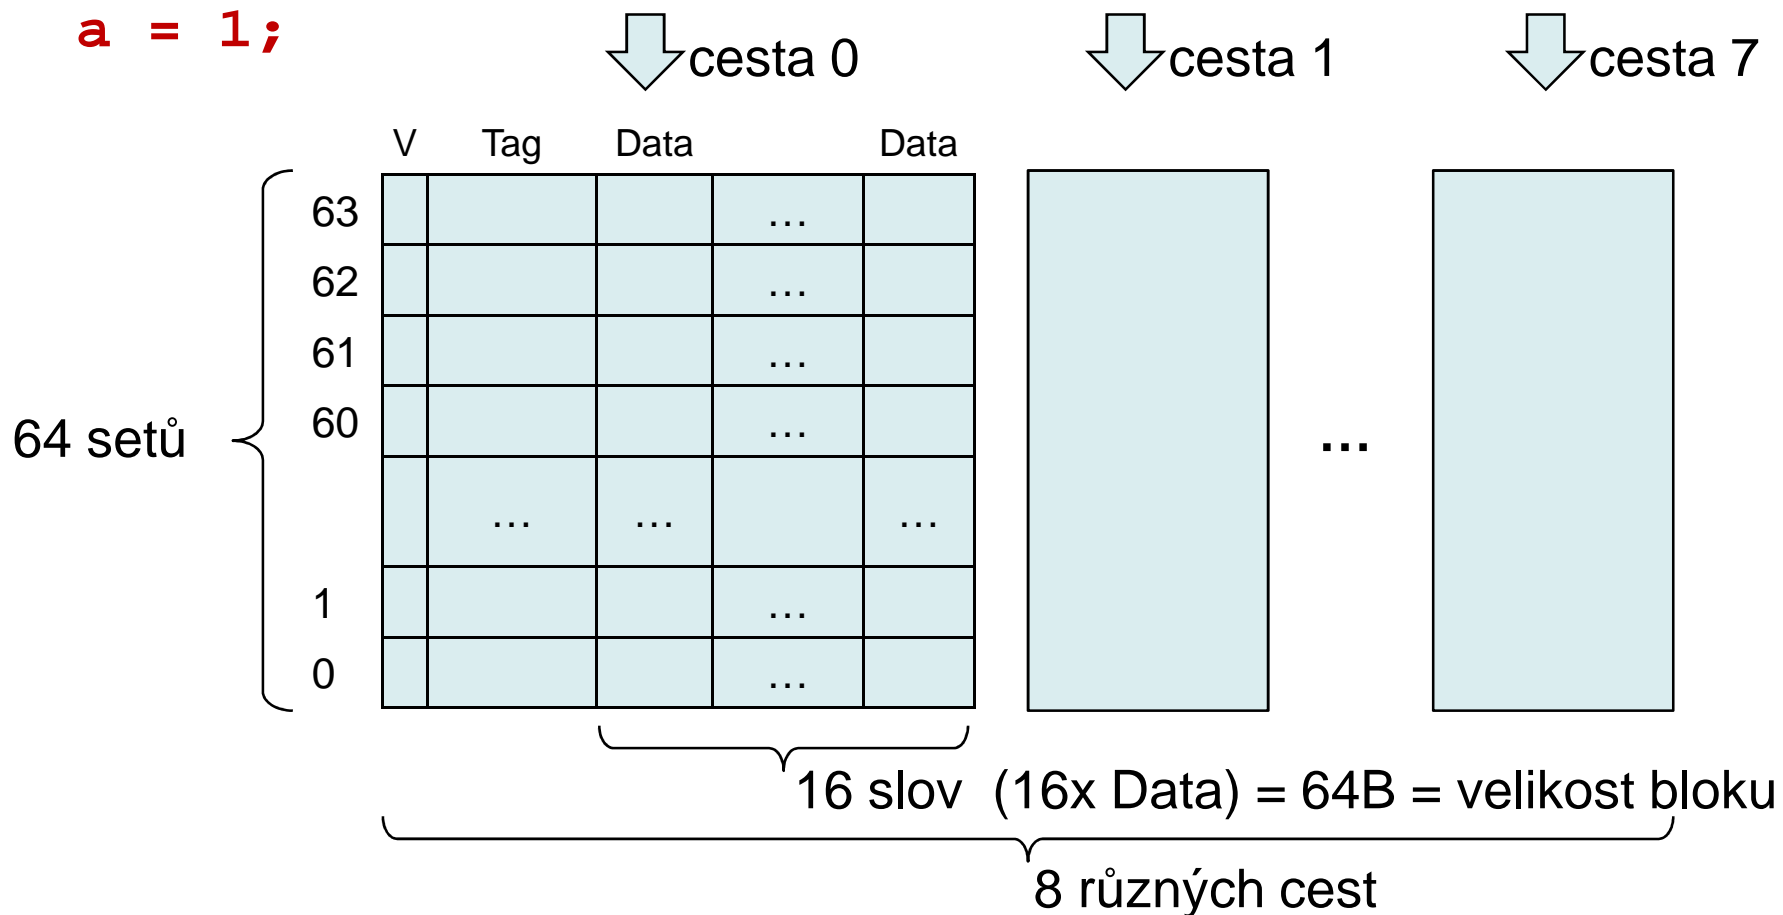 a = 1;
cesta 0 cesta 1 cesta 7
V Tag Data Data
63 …
62 …
61 …
60 …
64 setů …
… … …
1 …
0 …
16 slov (16x Data) = 64B = velikost bloku
8 různých cest